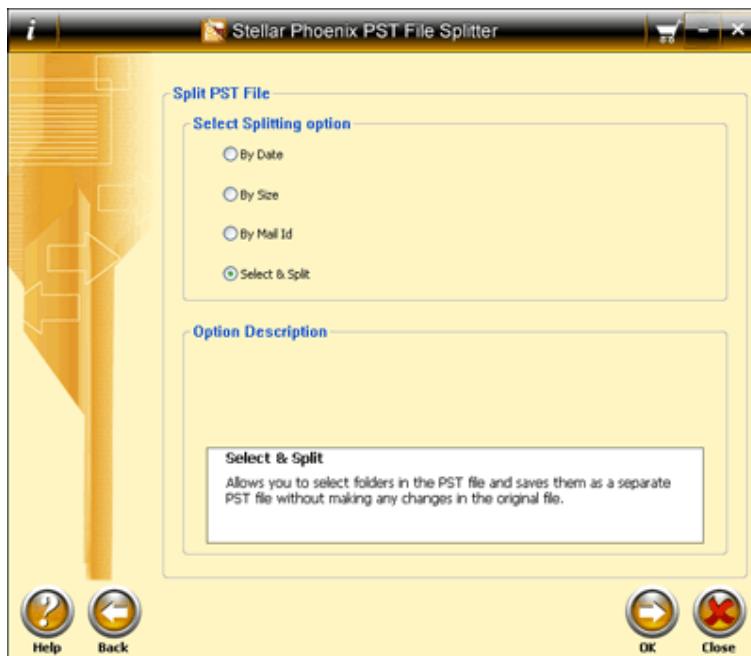 i
Stellar Phoenix PST File Splitter
Split PST File
Select Splitting option
By Date
By Size
By Mail Id
Select & Split
Option Description
Select & Split
Allows you to select folders in the PST file and saves them as a separate
PST file without making any changes in the original file.
Help
Back
OK
Close